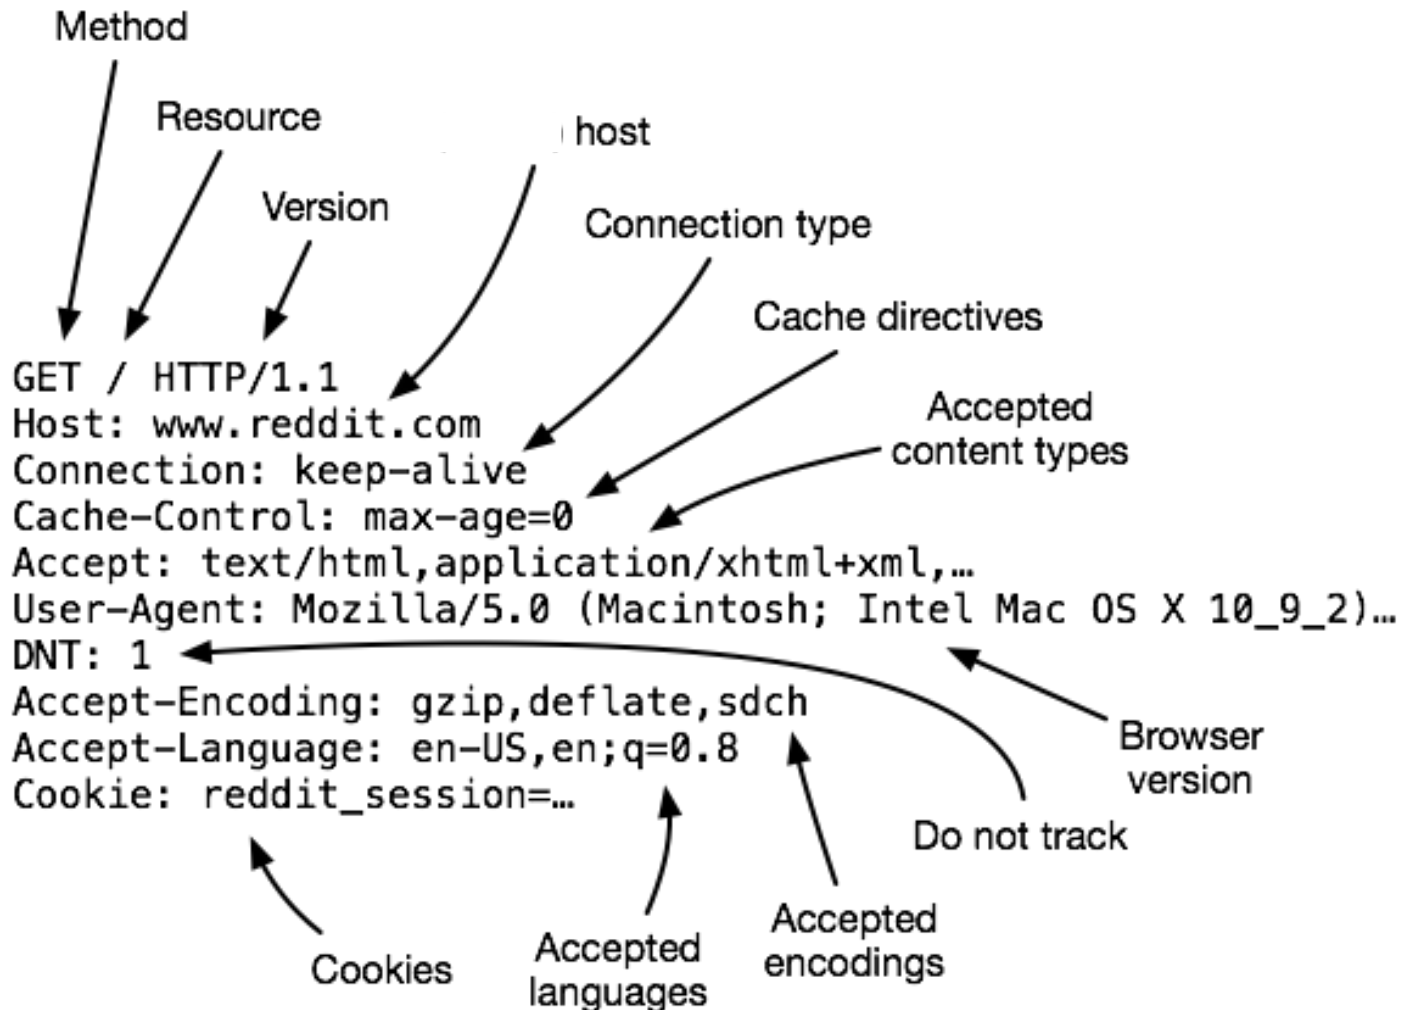 Method
Resource
host
Version
Connection type
Cache directives
Accepted
content types
GET / HTTP/1.1
Host: www.reddit.com
Connection: keep-alive
Cache-Control: max-age=0
Accept: text/html,application/xhtml+xml,…
User-Agent: Mozilla/5.0 (Macintosh; Intel Mac OS X 10_9_2)…
DNT: 1
Accept-Encoding: gzip,deflate,sdch
Accept-Language: en-US,en;q=0.8
Cookie: reddit_session=…
Browser
version
Do not track
Accepted
encodings
Accepted
languages
Cookies